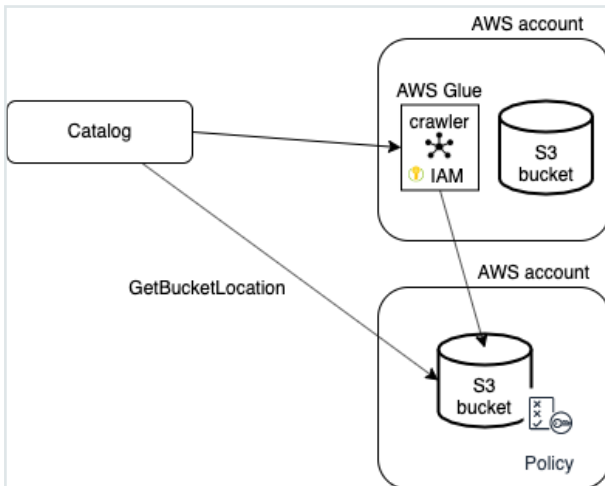 AWS account
AWS Glue
crawler
IAM
S3
bucket
Catalog
GetBucketLocation
AWS account
S3
bucket
Policy